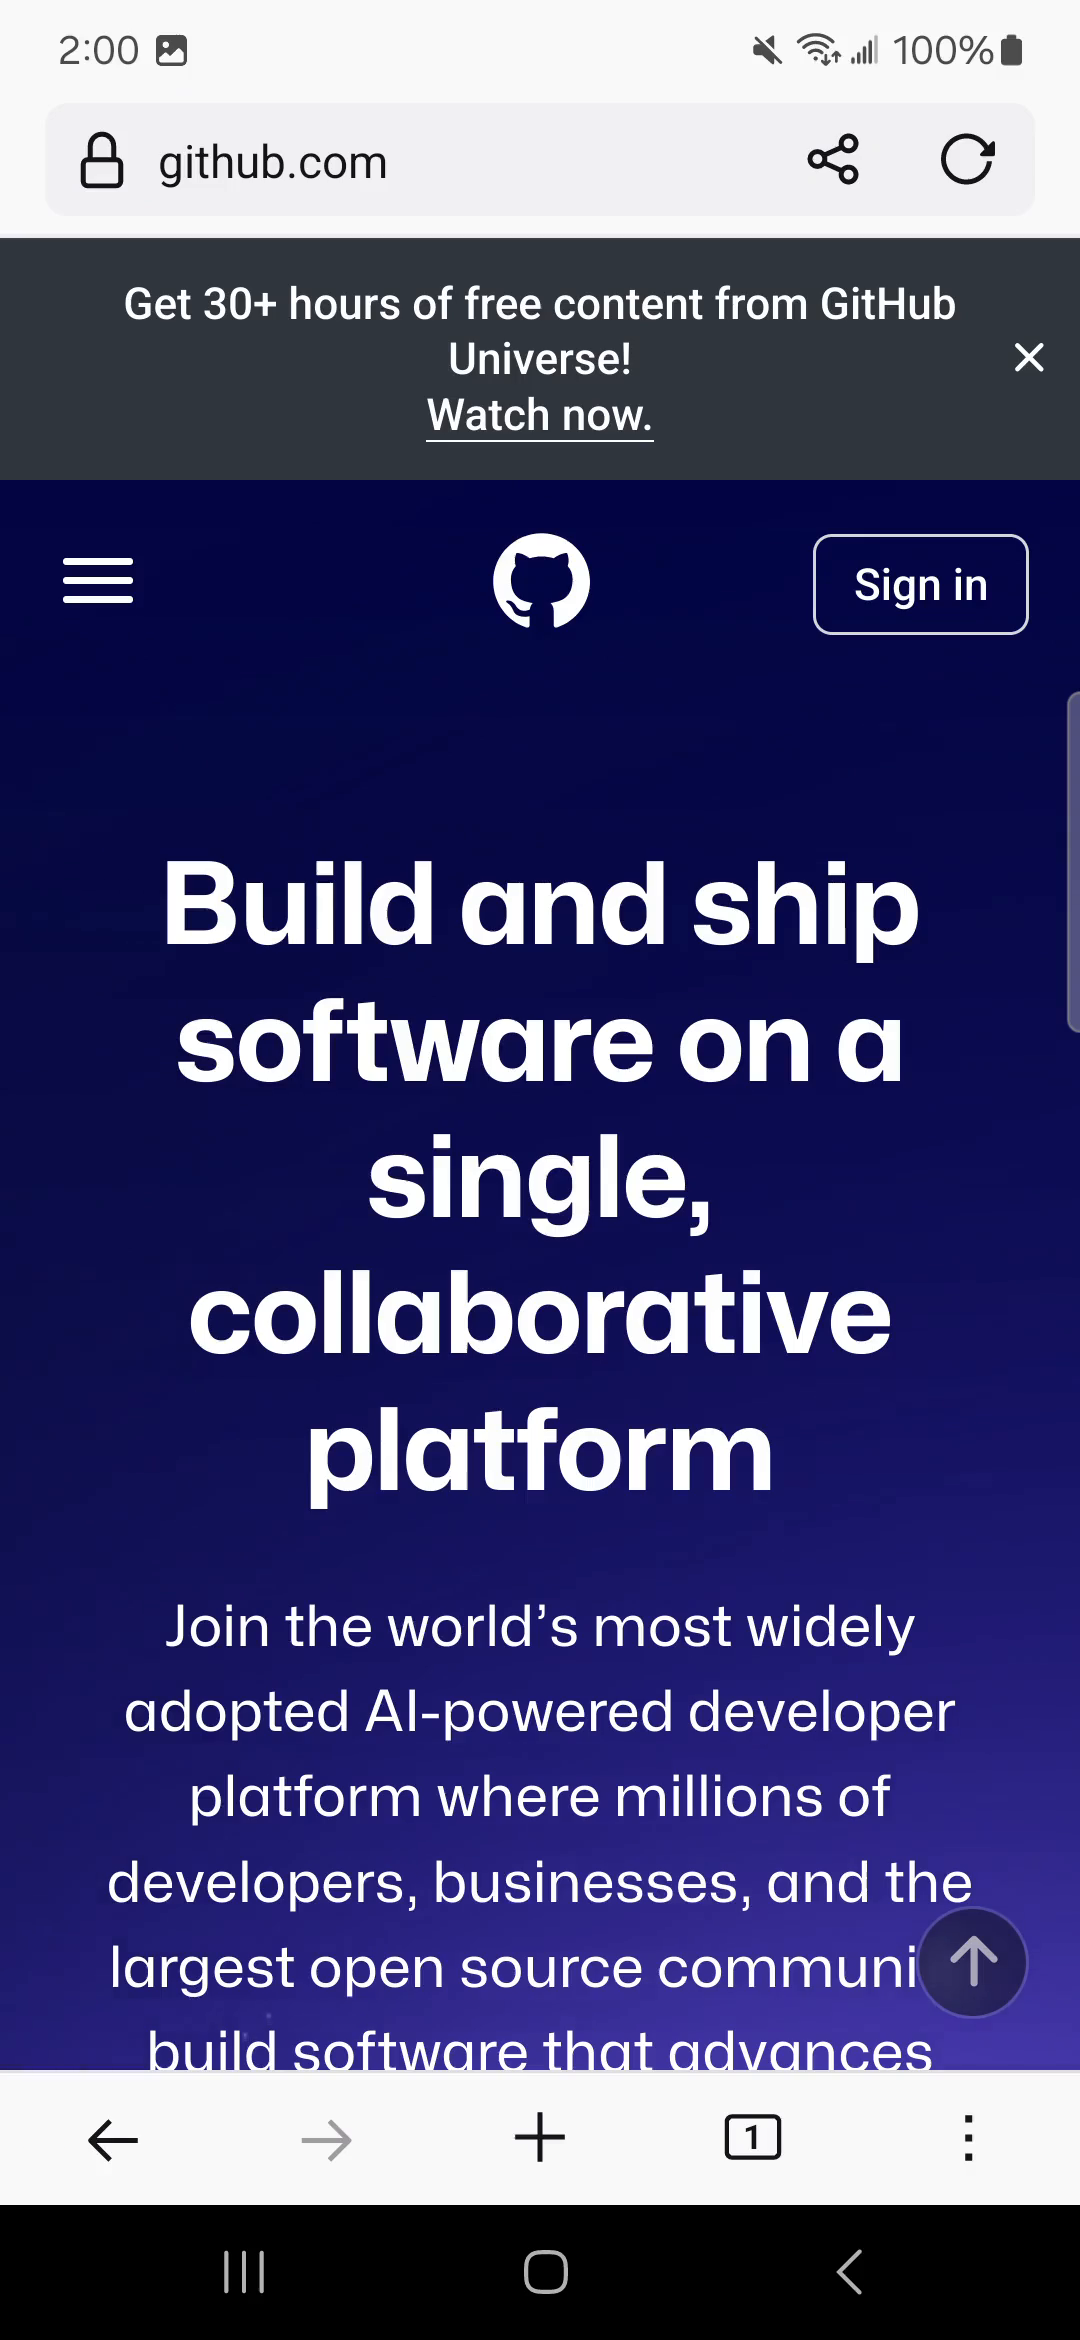 2:00
100%
github.com
Get 30+ hours of free content from GitHub
Universe!
Watch now.
Sign in
Build and ship
software on a
single,
collaborative
platform
Join the world’s most widely
adopted AI-powered developer
platform where millions of
developers, businesses, and the
largest open source communi
build software that advances
1